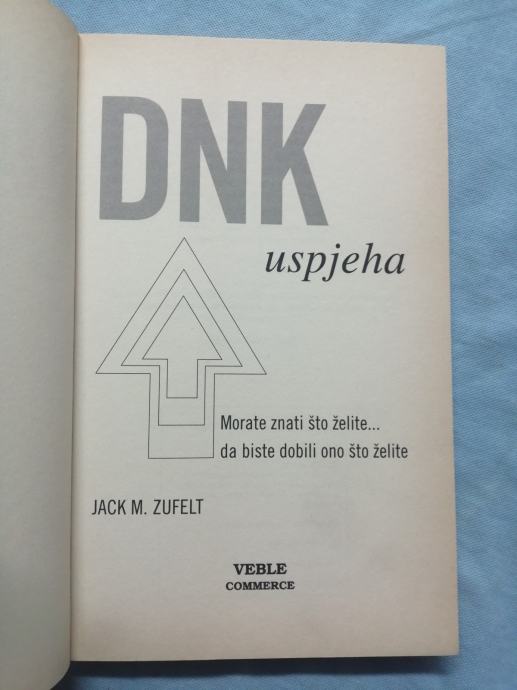 DNK
uspjeha
Morate znati što želite...
da biste dobili ono što želite
JACK M. ZUFELT
VEBLE
COMMERCE